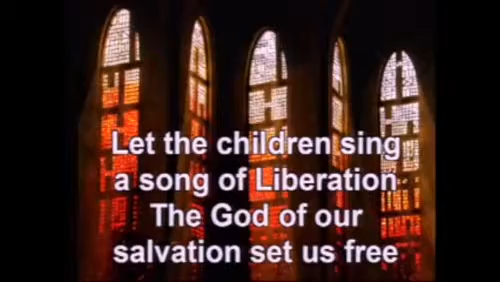 Let the children sing
a song of Liberation
The God of our
salvation set us free